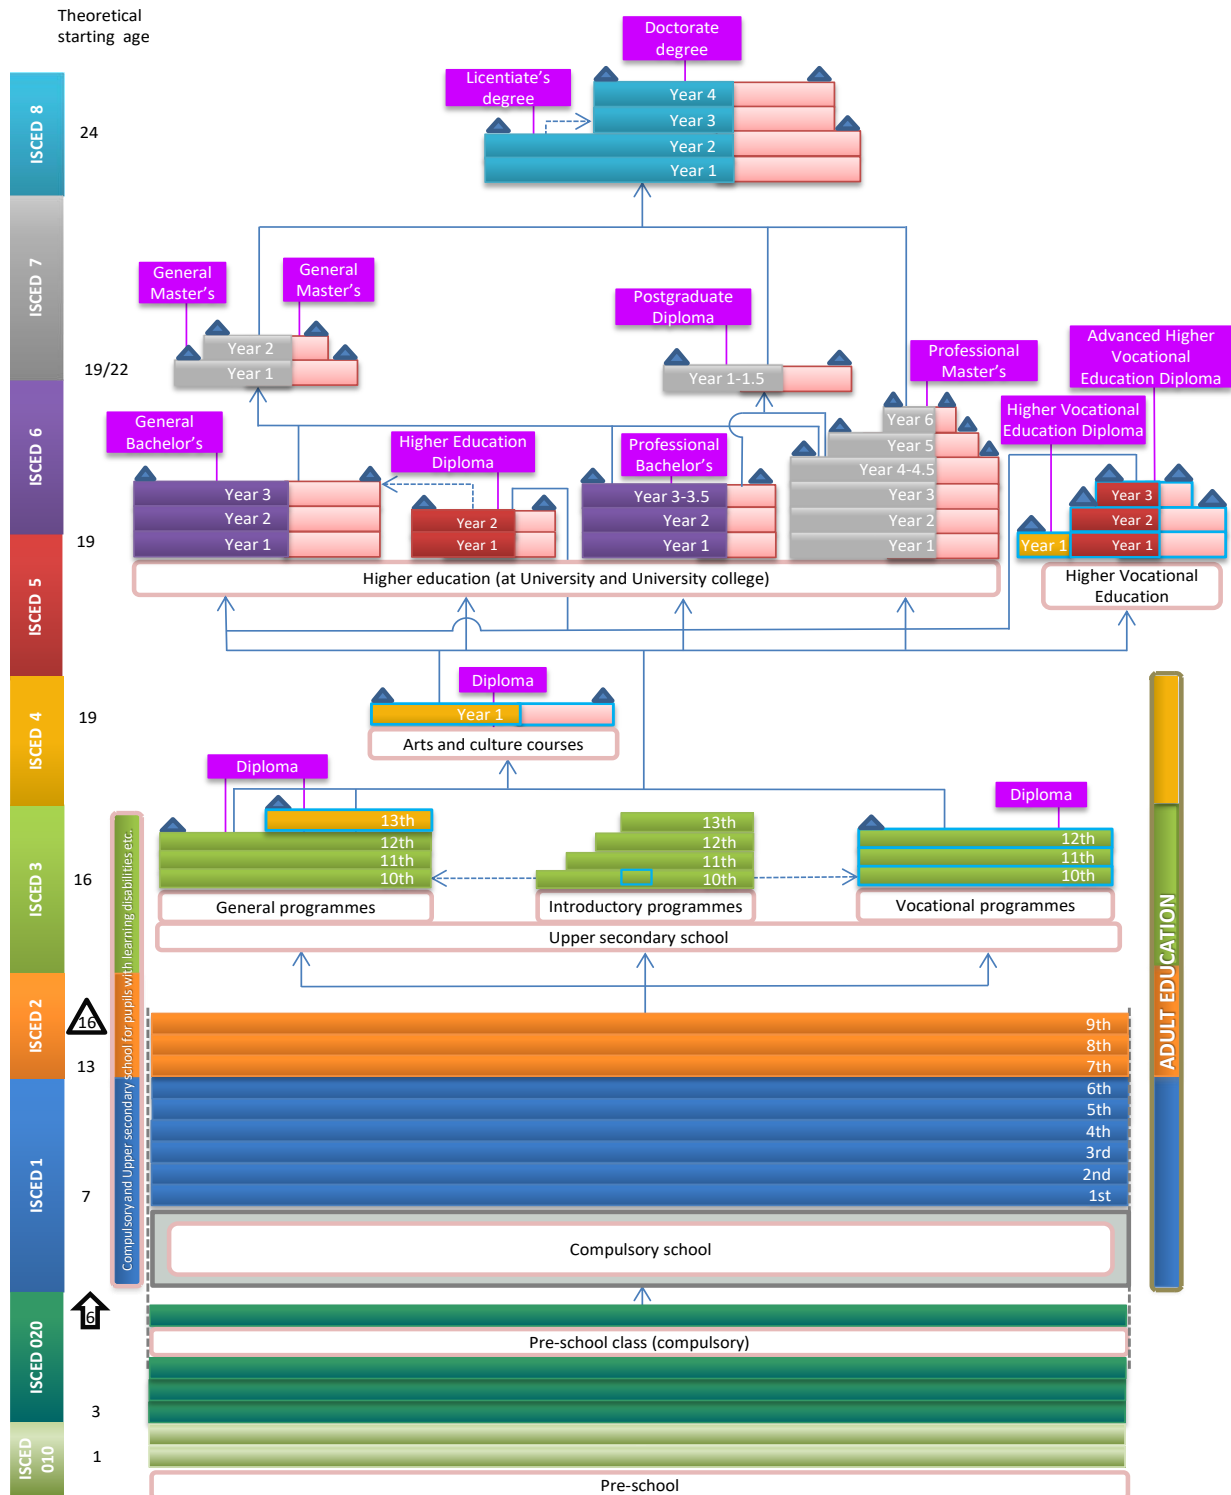 Theoretical
starting age
Doctorate
degree
Licentiate's
degree
ISCED 8
24
Year 4
Year 3
Year 2
Year 1
ISCED 7
General
Master's
General
Master's
Postgraduate
Diploma
Professional
Master's
Advanced Higher
Vocational
Education Diploma
Year 2
Year 1
Year 1-1.5
19/22
ISCED 6
General
Bachelor's
Higher Education
Diploma
Professional
Bachelor's
Higher Vocational
Education Diploma
Year 6
Year 5
Year 4-4.5
Year 3
Year 2
Year 1
Year 3
Year 2
Year 1
Year 2
Year 1
Year 3-3.5
Year 2
Year 1
Year 3
Year 2
Year 1
Year 1
19
ISCED 5
Higher education (at University and University college)
Higher Vocational
Education
ISCED 4
19
Diploma
Year 1
Arts and culture courses
Diploma
Diploma
ISCED 3
16
13th
12th
11th
10th
13th
12th
11th
10th
12th
11th
10th
General programmes
Introductory programmes
Vocational programmes
Upper secondary school
Compulsory and Upper secondary school for pupils with learning disabilities etc.
ADULT EDUCATION
ISCED 2
16
13
9th
8th
7th
ISCED 1
7
6th
5th
4th
3rd
2nd
1st
Compulsory school
ISCED 020
6
Pre-school class (compulsory)
3
ISCED
010
1
Pre-school